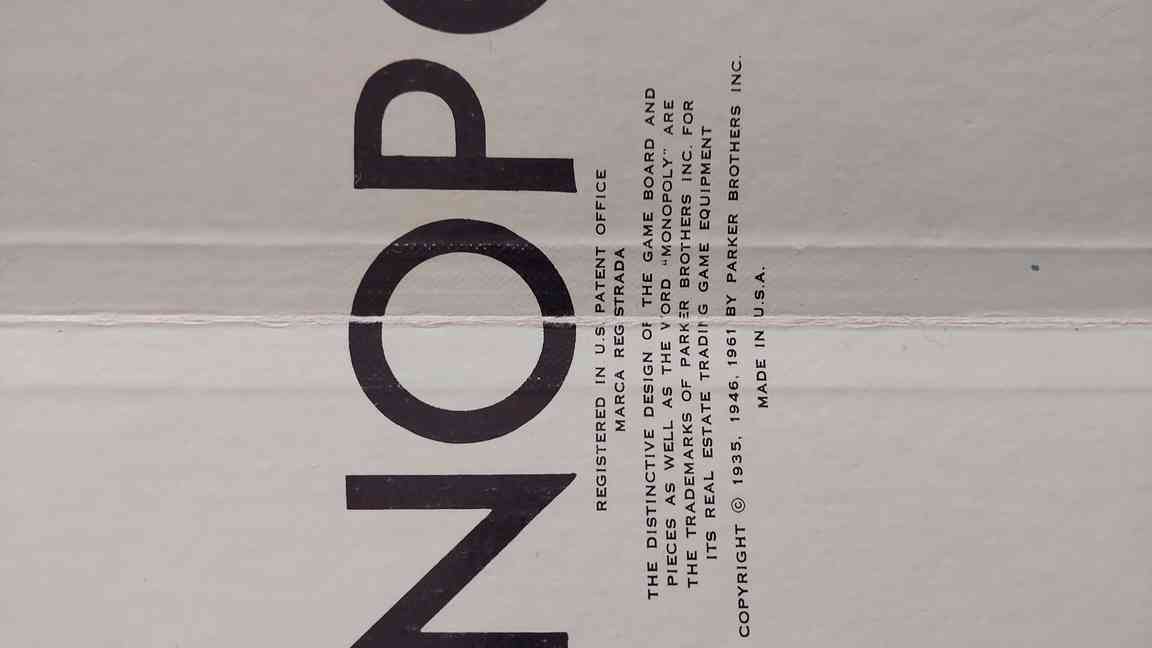 NOPO
REGISTERED IN U.S. PATENT OFFICE
MARCA REGISTRADA
THE DISTINCTIVE DESIGN OF THE GAME BOARD AND
PIECES AS WELL AS THE WORD "MONOPOLY" ARE
THE TRADEMARKS OF PARKER BROTHERS INC. FOR
ITS REAL ESTATE TRADING GAME EQUIPMENT
COPYRIGHT © 1935, 1946, 1961 BY PARKER BROTHERS INC.
MADE IN U.S.A.